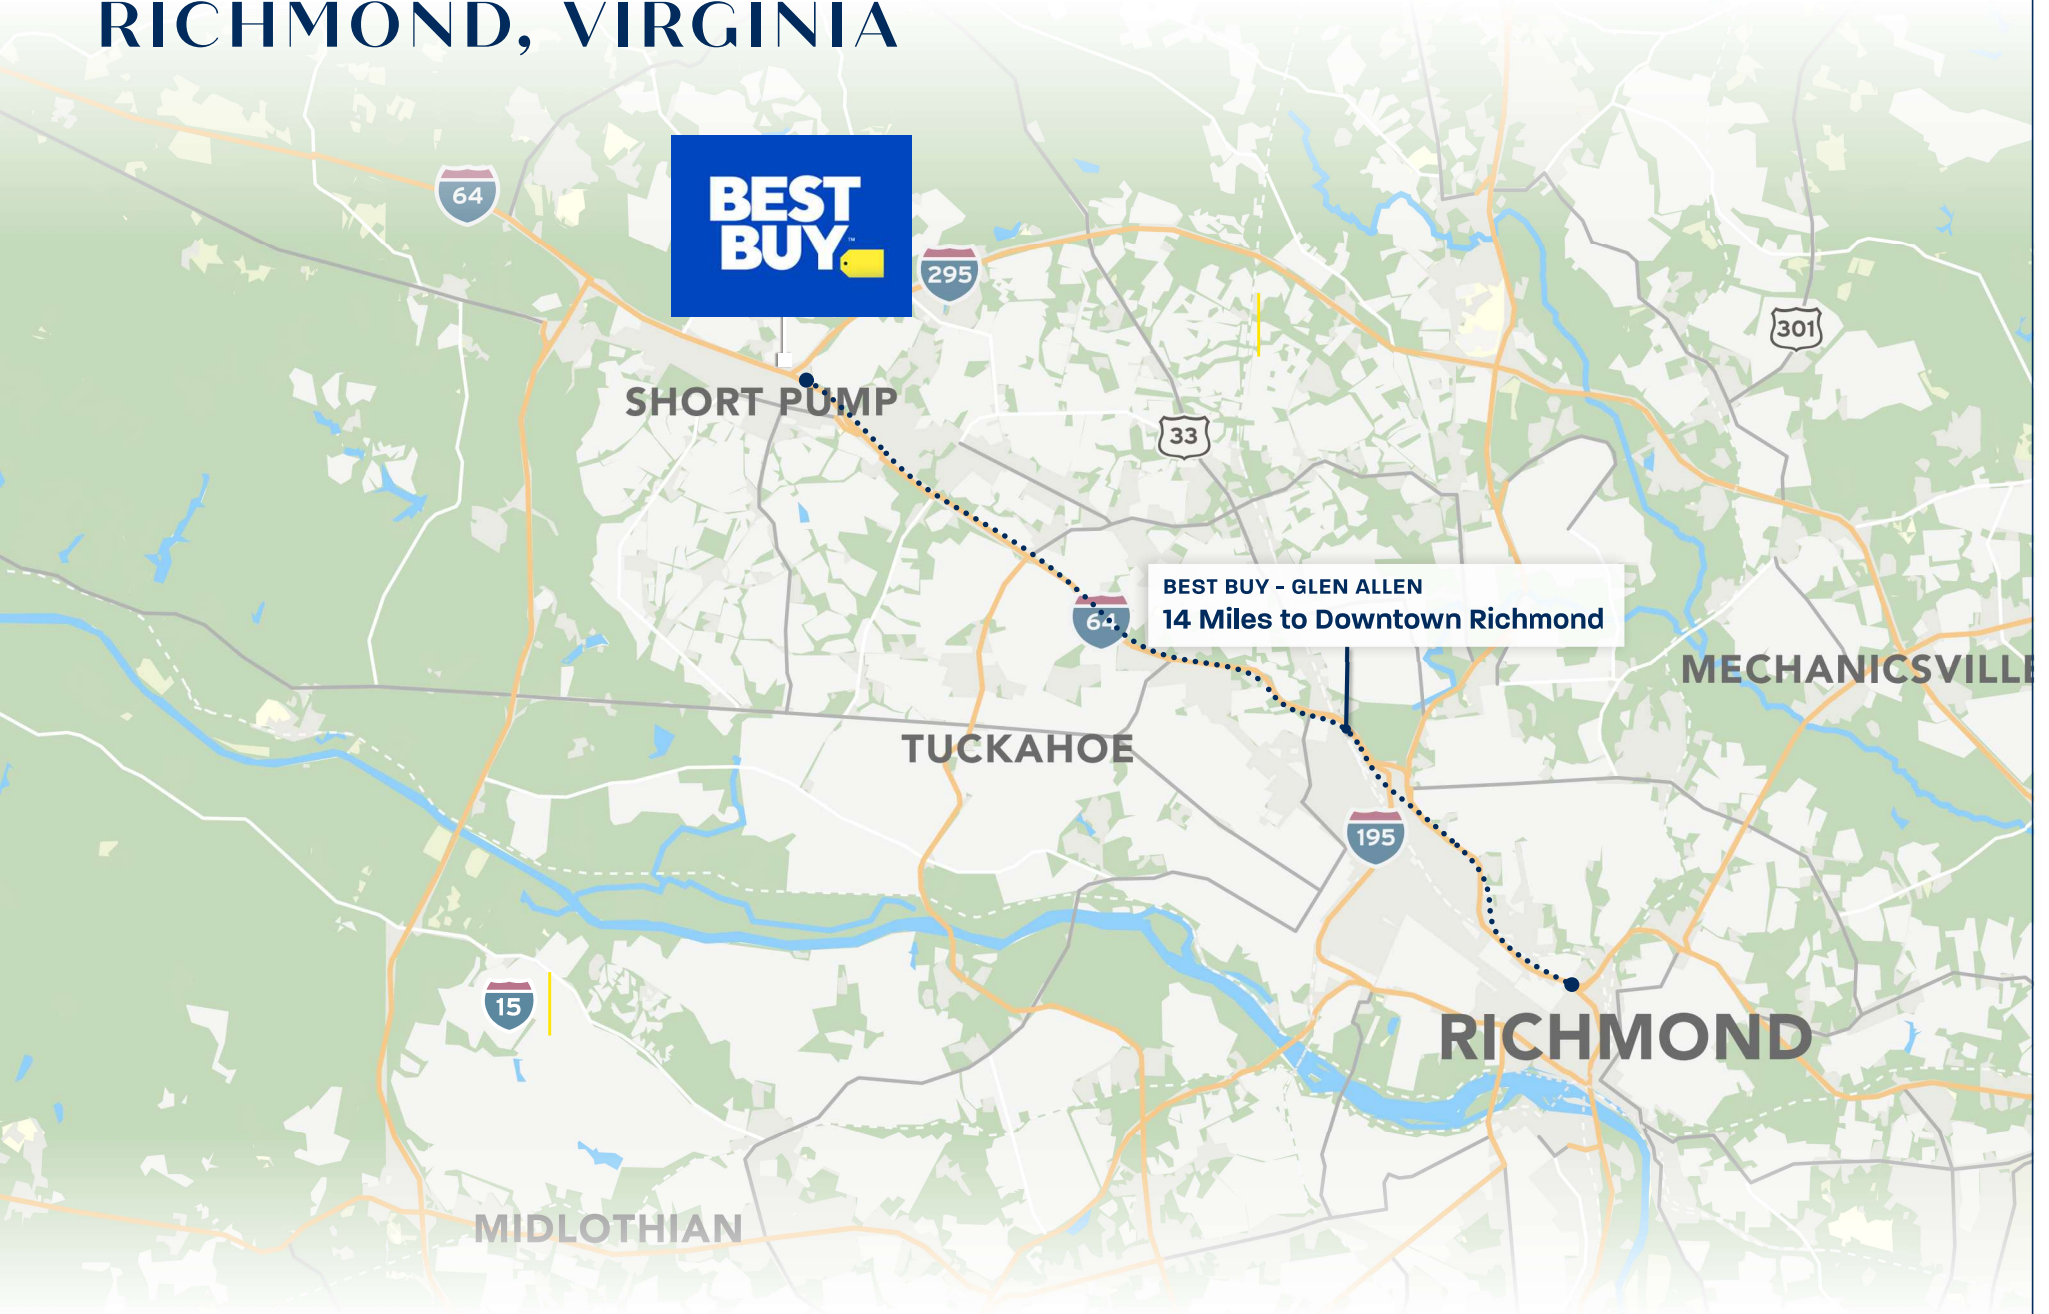 RICHMOND, VIRGINIA
64
BEST
BUY™
295
301
SHORT PUMP
33
BEST BUY - GLEN ALLEN
14 Miles to Downtown Richmond
64
MECHANICSVILLE
TUCKAHOE
195
15
RICHMOND
MIDLOTHIAN